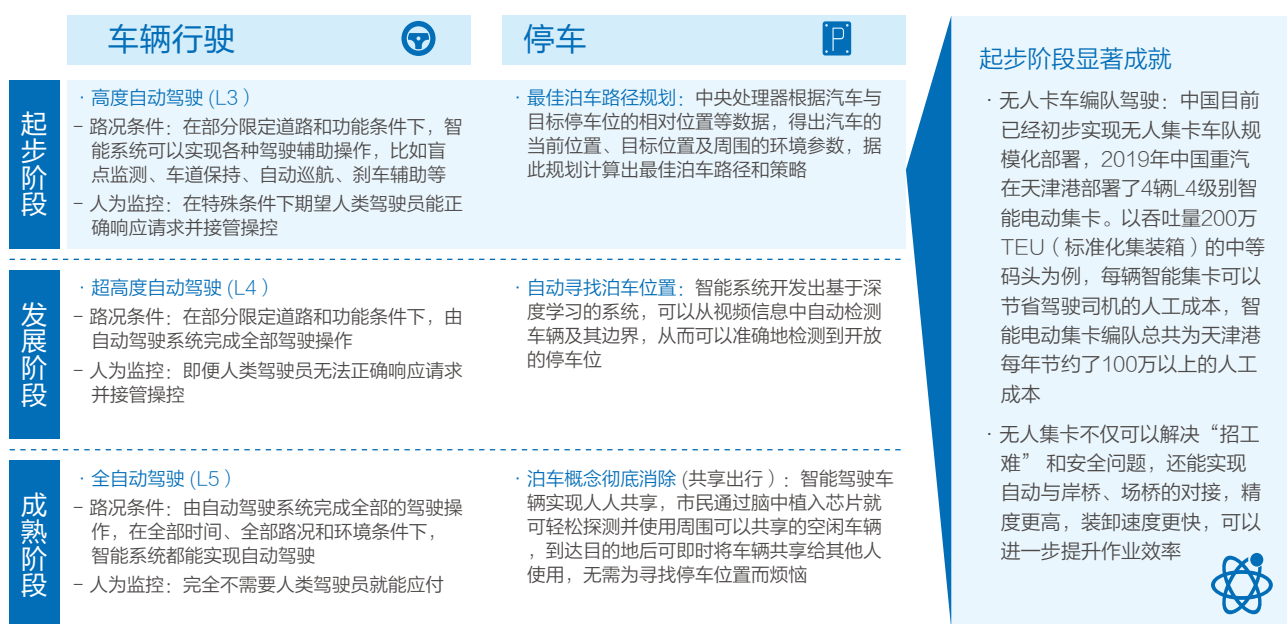 车辆行驶
停车
P
起步阶段
· 高度自动驾驶 (L3)
- 路况条件：在部分限定道路和功能条件下，智
能系统可以实现各种驾驶辅助操作，比如盲
点监测、车道保持、自动巡航、刹车辅助等
- 人为监控：在特殊条件下期望人类驾驶员能正
确响应请求并接管操控
· 最佳泊车路径规划：中央处理器根据汽车与
目标停车位的相对位置等数据，得出汽车的
当前位置、目标位置及周围的环境参数，据
此规划计算出最佳泊车路径和策略
发展阶段
· 超高度自动驾驶 (L4)
- 路况条件：在部分限定道路和功能条件下，由
自动驾驶系统完成全部驾驶操作
- 人为监控：即便人类驾驶员无法正确响应请求
并接管操控
· 自动寻找泊车位置：智能系统开发出基于深
度学习的系统，可以从视频信息中自动检测
车辆及其边界，从而可以准确地检测到开放
的停车位
成熟阶段
· 全自动驾驶 (L5)
- 路况条件：由自动驾驶系统完成全部的驾驶操
作，在全部时间、全部路况和环境条件下，
智能系统都能实现自动驾驶
- 人为监控：完全不需要人类驾驶员就能应付
· 泊车概念彻底消除 (共享出行)：智能驾驶车
辆实现人人共享，市民通过脑中植入芯片就
可轻松探测并使用周围可以共享的空闲车辆
，到达目的地后可即时将车辆共享给其他人
使用，无需为寻找停车位置而烦恼
起步阶段显著成就
· 无人卡车编队驾驶：中国目前
已经初步实现无人集卡车队规
模化部署，2019年中国重汽
在天津港部署了4辆L4级别智
能电动集卡。以吞吐量200万
TEU（标准化集装箱）的中等
码头为例，每辆智能集卡可以
节省驾驶司机的人工成本，智
能电动集卡编队总共为天津港
每年节约了100万以上的人工
成本
· 无人集卡不仅可以解决“招工
难”和安全问题，还能实现
自动与岸桥、场桥的对接，精
度更高，装卸速度更快，可以
进一步提升作业效率